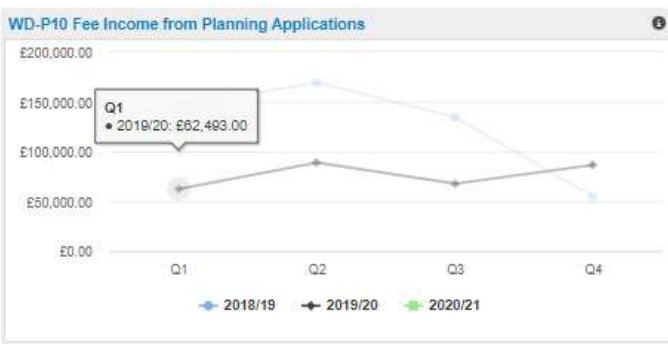 WD-P10 Fee Income from Planning Applications
£200,000.00
£150,000.00
Q1
● 2019/20: £62,493.00
£100,000.00
£50,000.00
£0.00
Q1 Q2 Q3 Q4
2018/19 2019/20 2020/21